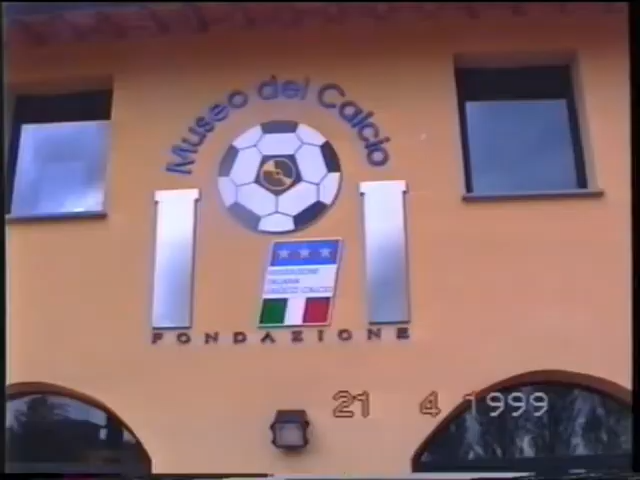 Museo del Calcio
FEDERAZIONE
ITALIANA
GIUOCO CALCIO
FONDAZIONE
21 4 1999